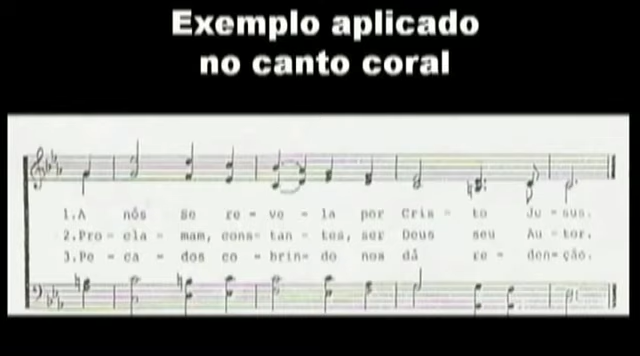 Exemplo aplicado
no canto coral
1.A nós se re - ve - la por Cris - to Je - sus.
2.Pro - cla - mam, cons- tan - tes, ser Deus seu Au - tor.
3.Pe - ca - dos co - brin- do nos dá re - den- ção.